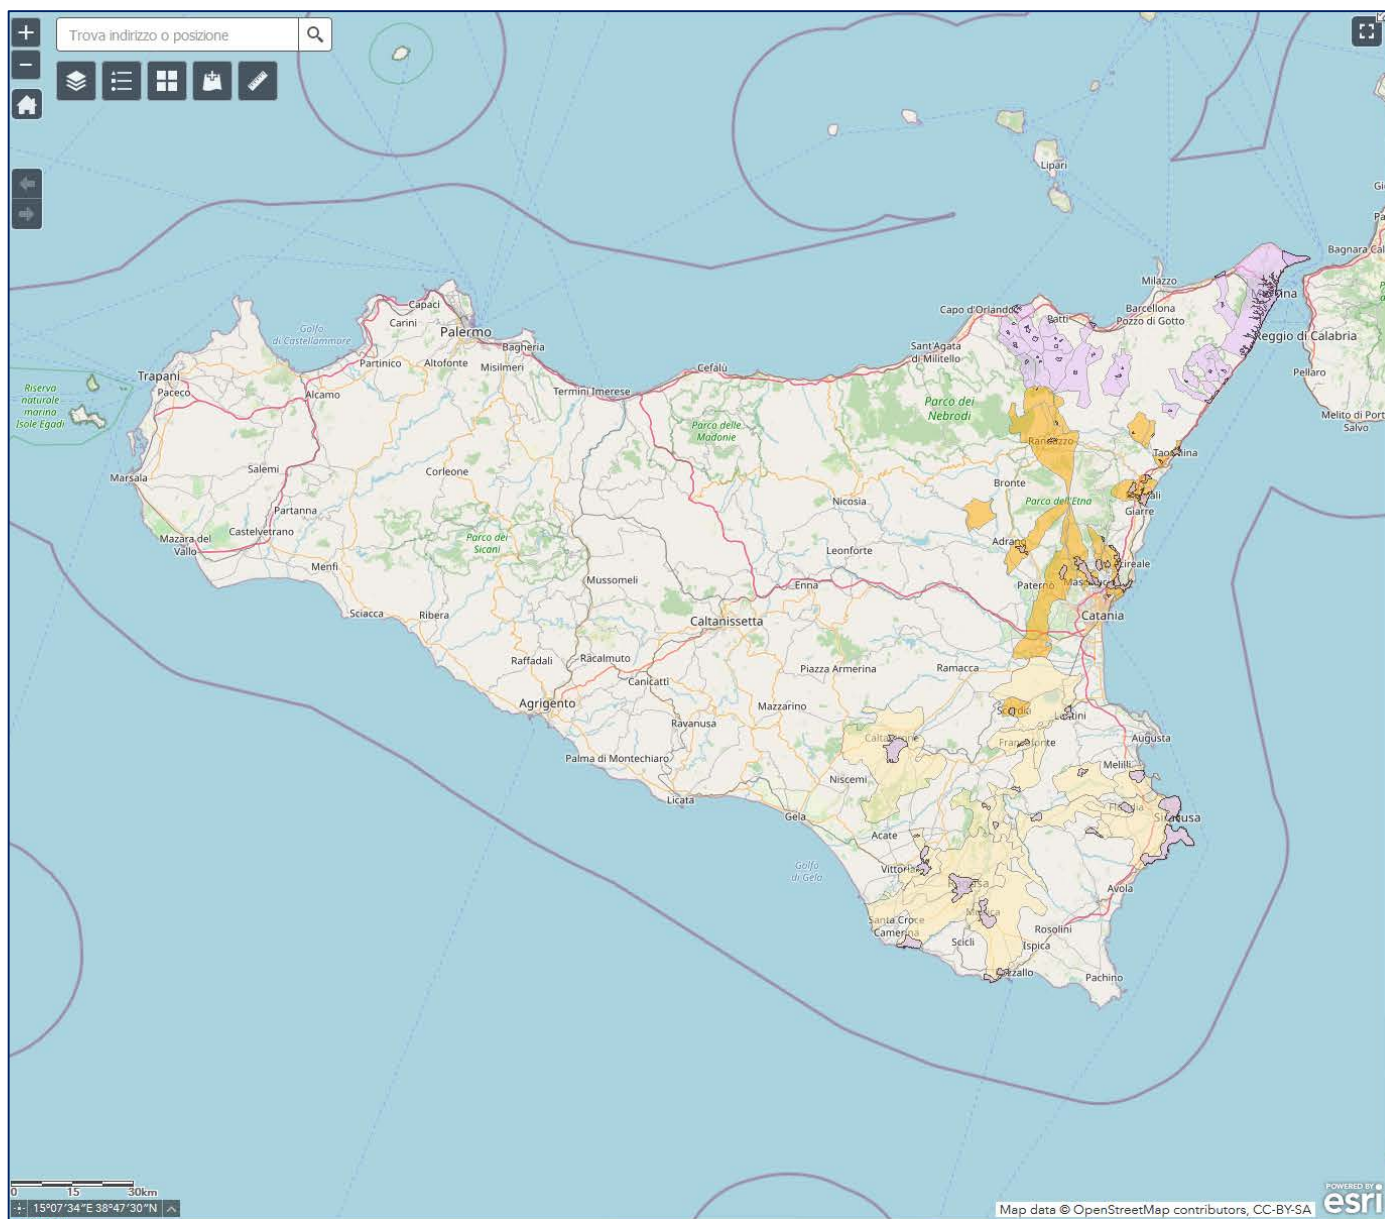 +
Trova indirizzo o posizione
−
Lipari
Milazzo
Bagnara Cal
Capo d'Orlando
Patti
Barcellona
Pozzo di Gotto
Reggio di Calabria
Capaci
Carini
Palermo
Golfo
di Castellammare
Bagheria
Sant'Agata
di Militello
Pellaro
Trapani
Paceco
Partinico
Altofonte
Misilmeri
Cefalù
Termini Imerese
Riserva
naturale
marina
Isole Egadi
Alcamo
Parco dei
Nebrodi
Melito di Port
Salvo
Parco delle
Madonie
Randazzo
Taormina
Salemi
Corleone
Marsala
Bronte
Nicosia
Parco dell'Etna
Giarre
Partanna
Castelvetrano
Mazara del
Vallo
Parco dei
Sicani
Adrano
Leonforte
Menfi
Mussomeli
Enna
Paternò
Sciacca
Ribera
Caltanissetta
Catania
Raffadali
Racalmuto
Piazza Armerina
Ramacca
Canicattì
Agrigento
Mazzarino
Ravanusa
Scordia
Lentini
Caltagirone
Francofonte
Augusta
Palma di Montechiaro
Niscemi
Melilli
Licata
Gela
Floridia
Siracusa
Acate
Golfo
di Gela
Vittoria
Ragusa
Avola
Modica
Santa Croce
Camerina
Rosolini
Scicli
Ispica
Pozzallo
Pachino
0 15 30km
15°07'34"E 38°47'30"N
Map data © OpenStreetMap contributors, CC-BY-SA
POWERED BY
esri